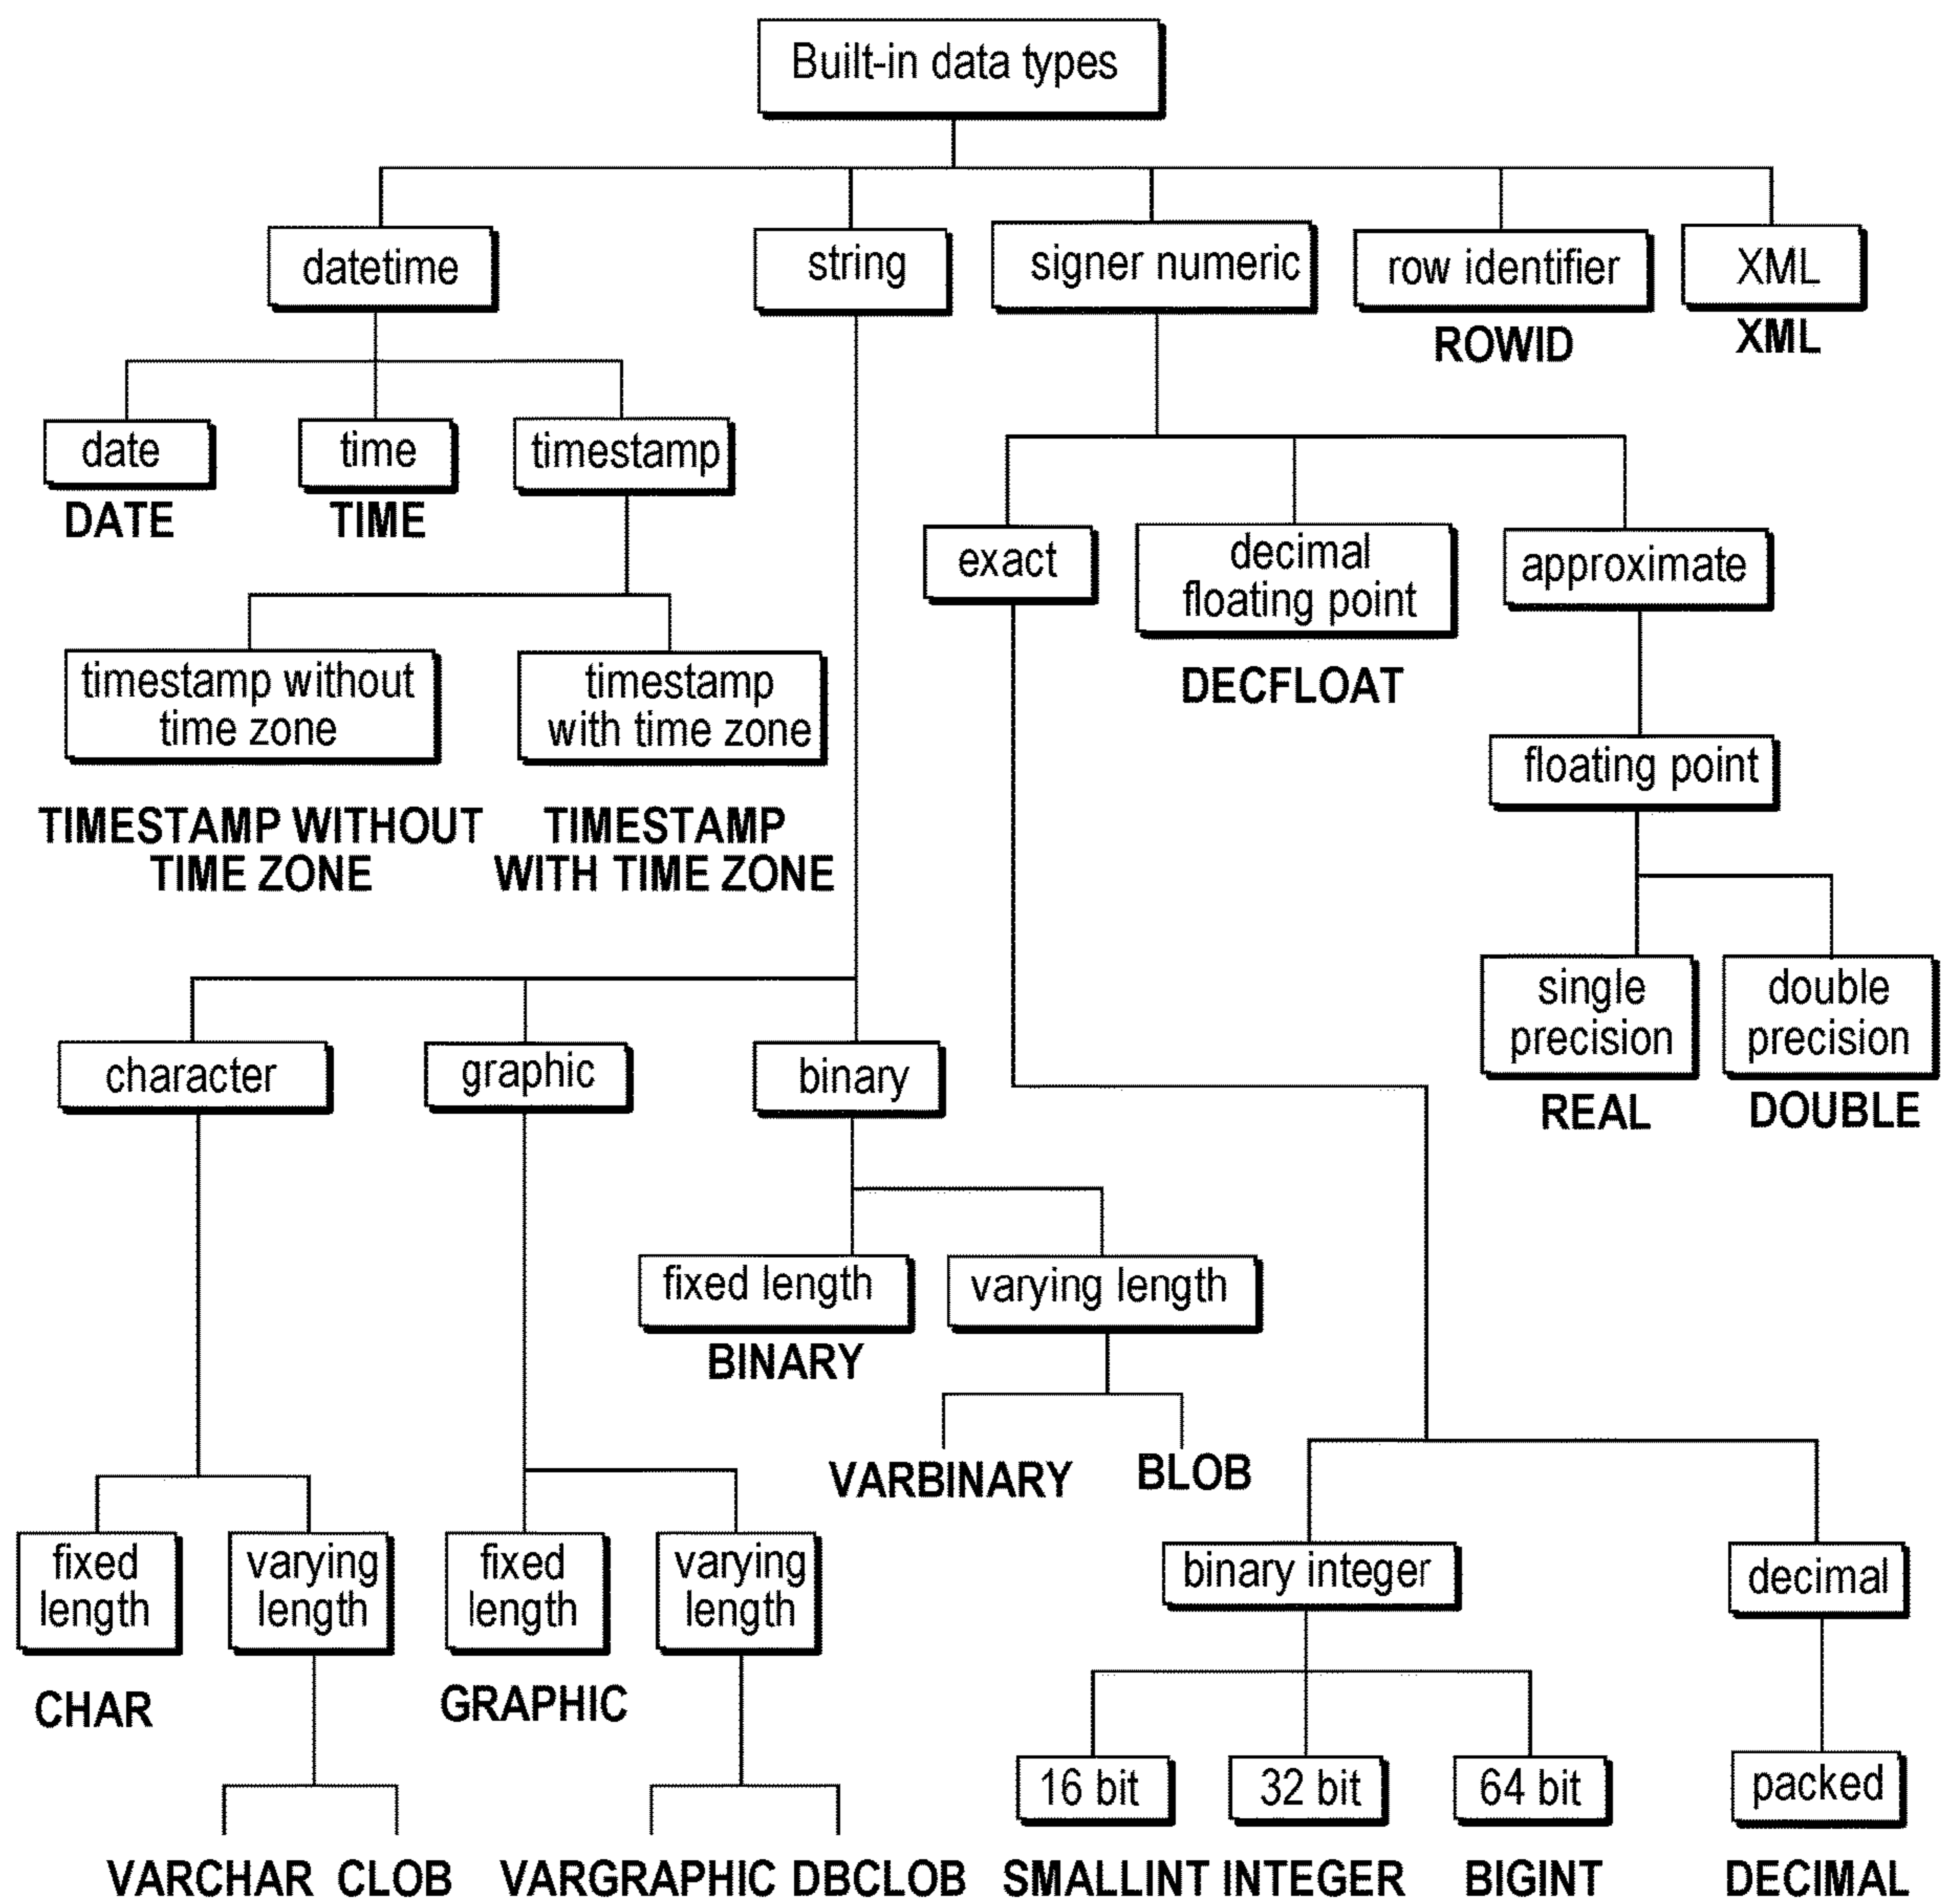 Built-in data types
datetime
string
signer numeric
row identifier
XML
ROWID
XML
date
time
timestamp
DATE
TIME
exact
decimal
floating point
approximate
DECFLOAT
timestamp without
time zone
timestamp
with time zone
TIMESTAMP WITHOUT
TIME ZONE
TIMESTAMP
WITH TIME ZONE
floating point
single
precision
double
precision
REAL
DOUBLE
character
graphic
binary
fixed length
varying length
BINARY
VARBINARY
BLOB
fixed
length
varying
length
fixed
length
varying
length
binary integer
decimal
CHAR
GRAPHIC
16 bit
32 bit
64 bit
packed
VARCHAR
CLOB
VARGRAPHIC
DBCLOB
SMALLINT
INTEGER
BIGINT
DECIMAL